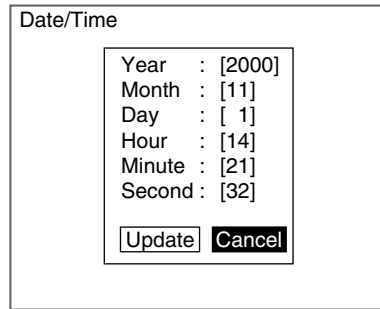 Date/Time
Year : [2000]
Month : [11]
Day : [ 1]
Hour : [14]
Minute : [21]
Second : [32]
Update Cancel